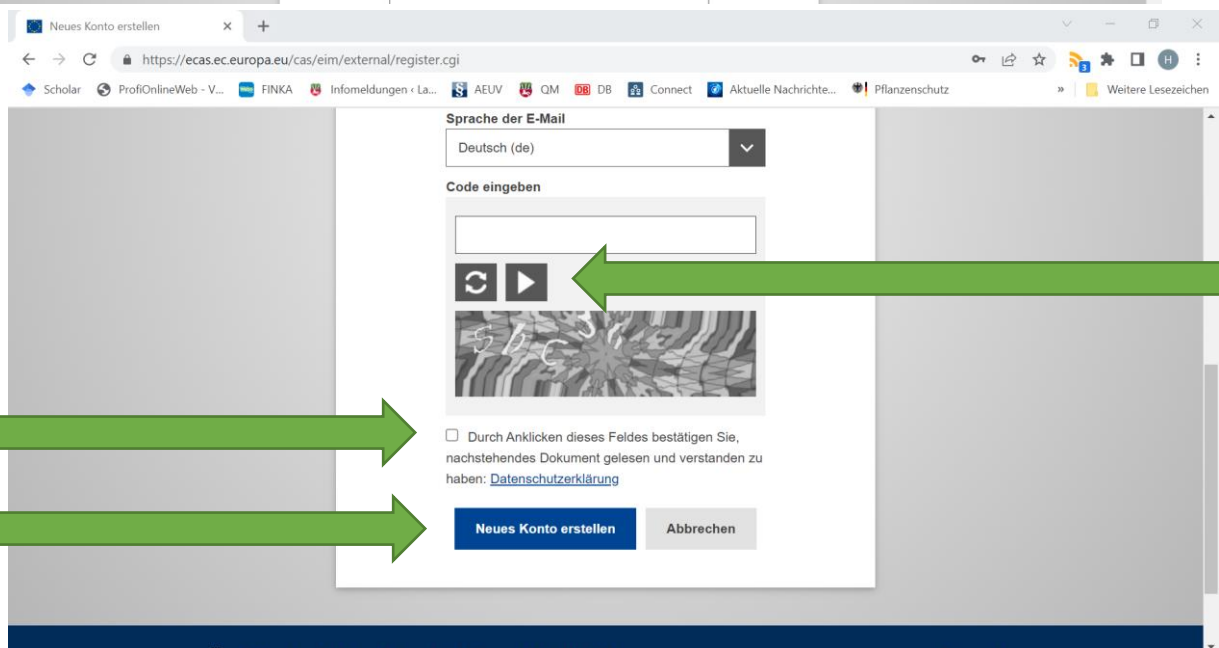 Neues Konto erstellen
https://ecas.ec.europa.eu/cas/eim/external/register.cgi
3
H
Scholar ProfiOnlineWeb - V... FINKA Infomeldungen ‹ La... § AEUV QM DB DB Connect Aktuelle Nachrichte... Pflanzenschutz » Weitere Lesezeichen
Sprache der E-Mail
Deutsch (de)
Code eingeben
Durch Anklicken dieses Feldes bestätigen Sie,
nachstehendes Dokument gelesen und verstanden zu
haben: Datenschutzerklärung
Neues Konto erstellen Abbrechen